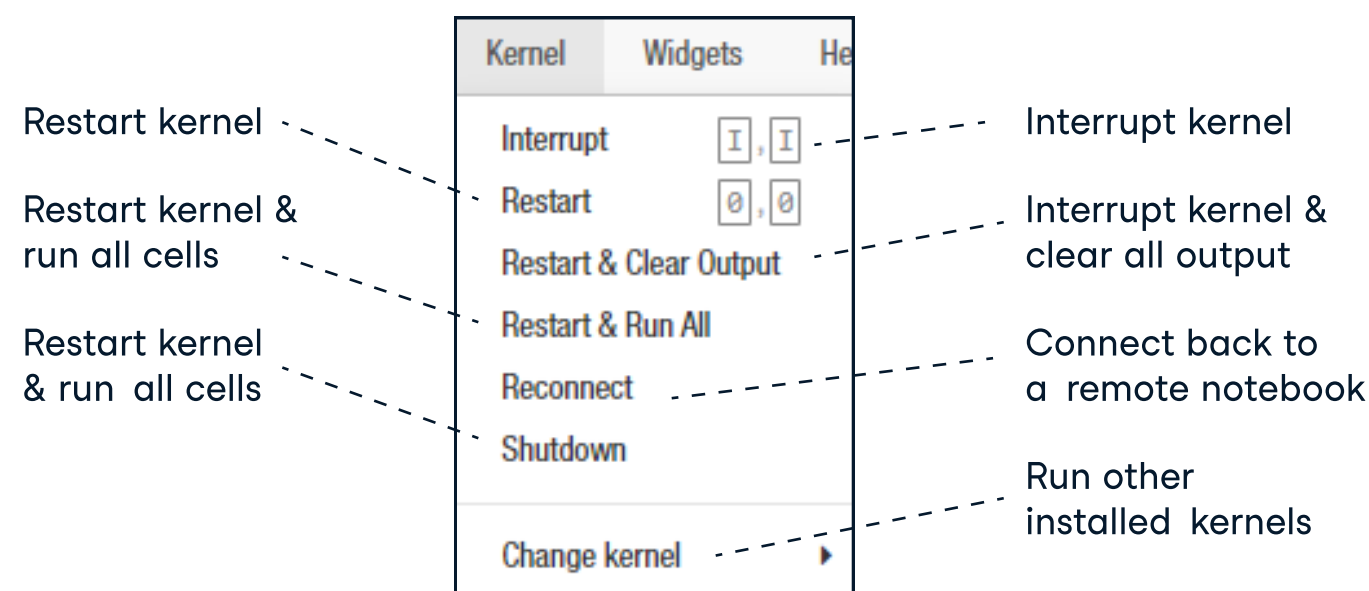 Kernel Widgets He
Restart kernel
Restart kernel &
run all cells
Restart kernel
& run all cells
Interrupt I , I
Restart 0 , 0
Restart & Clear Output
Restart & Run All
Reconnect
Shutdown
Change kernel
Interrupt kernel
Interrupt kernel &
clear all output
Connect back to
a remote notebook
Run other
installed kernels